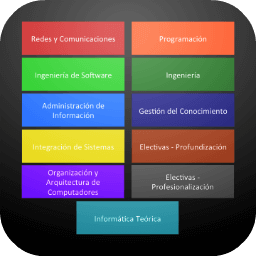 Redes y Comunicaciones
Programación
Ingeniería de Software
Ingeniería
Administración de
Información
Gestión del Conocimiento
Integración de Sistemas
Electivas - Profundización
Organización y
Arquitectura de
Computadores
Electivas -
Profesionalización
Informática Teórica